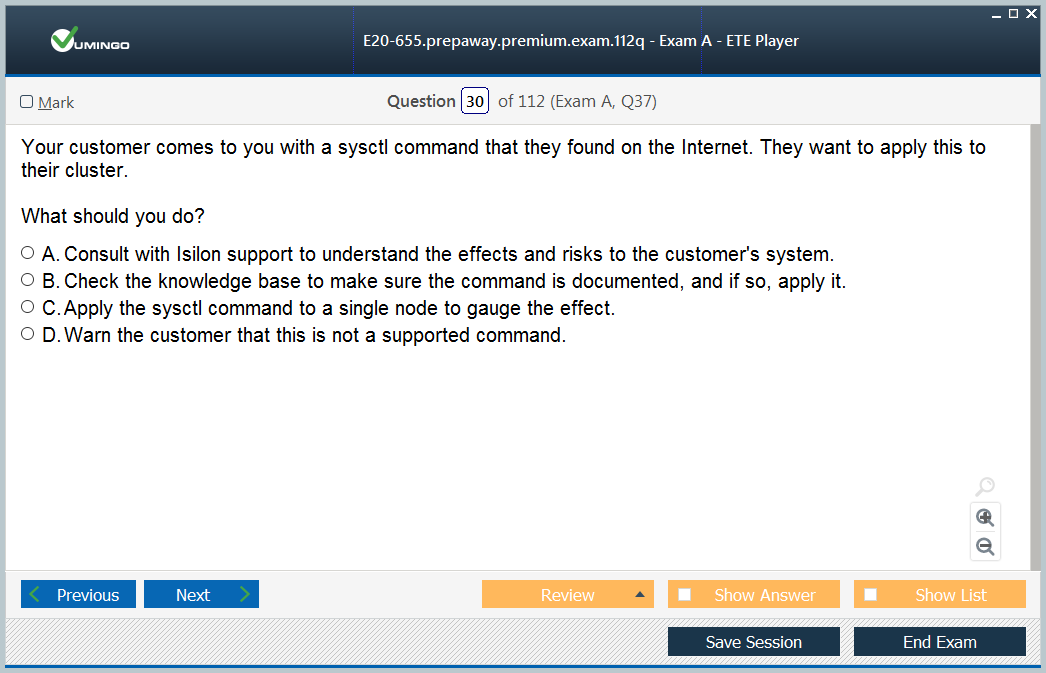 VUMINGO
E20-655.prepaway.premium.exam.112q - Exam A - ETE Player
Mark
Question 30 of 112 (Exam A, Q37)
Your customer comes to you with a sysctl command that they found on the Internet. They want to apply this to
their cluster.
What should you do?
A. Consult with Isilon support to understand the effects and risks to the customer's system.
B. Check the knowledge base to make sure the command is documented, and if so, apply it.
C. Apply the sysctl command to a single node to gauge the effect.
D. Warn the customer that this is not a supported command.
Previous
Next
Review
Show Answer
Show List
Save Session
End Exam